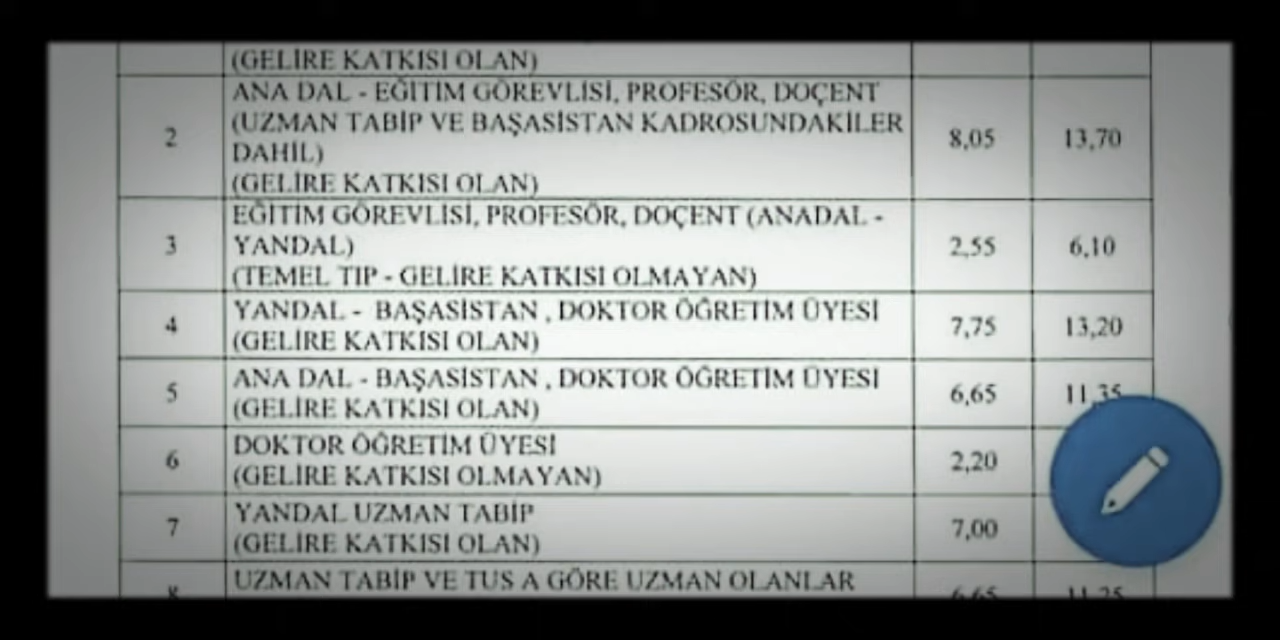 (GELİRE KATKISI OLAN)
2
ANA DAL - EĞİTİM GÖREVLİSİ, PROFESÖR, DOÇENT
(UZMAN TABİP VE BAŞASİSTAN KADROSUNDAKİLER
DAHİL)
(GELİRE KATKISI OLAN)
8,05
13,70
3
EĞİTİM GÖREVLİSİ, PROFESÖR, DOÇENT (ANADAL -
YANDAL)
(TEMEL TIP - GELİRE KATKISI OLMAYAN)
2,55
6,10
4
YANDAL - BAŞASİSTAN , DOKTOR ÖĞRETİM ÜYESİ
(GELİRE KATKISI OLAN)
7,75
13,20
5
ANA DAL - BAŞASİSTAN , DOKTOR ÖĞRETİM ÜYESİ
(GELİRE KATKISI OLAN)
6,65
11,35
6
DOKTOR ÖĞRETİM ÜYESİ
(GELİRE KATKISI OLMAYAN)
2,20
7
YANDAL UZMAN TABİP
(GELİRE KATKISI OLAN)
7,00
UZMAN TABİP VE TUS A GÖRE UZMAN OLANLAR